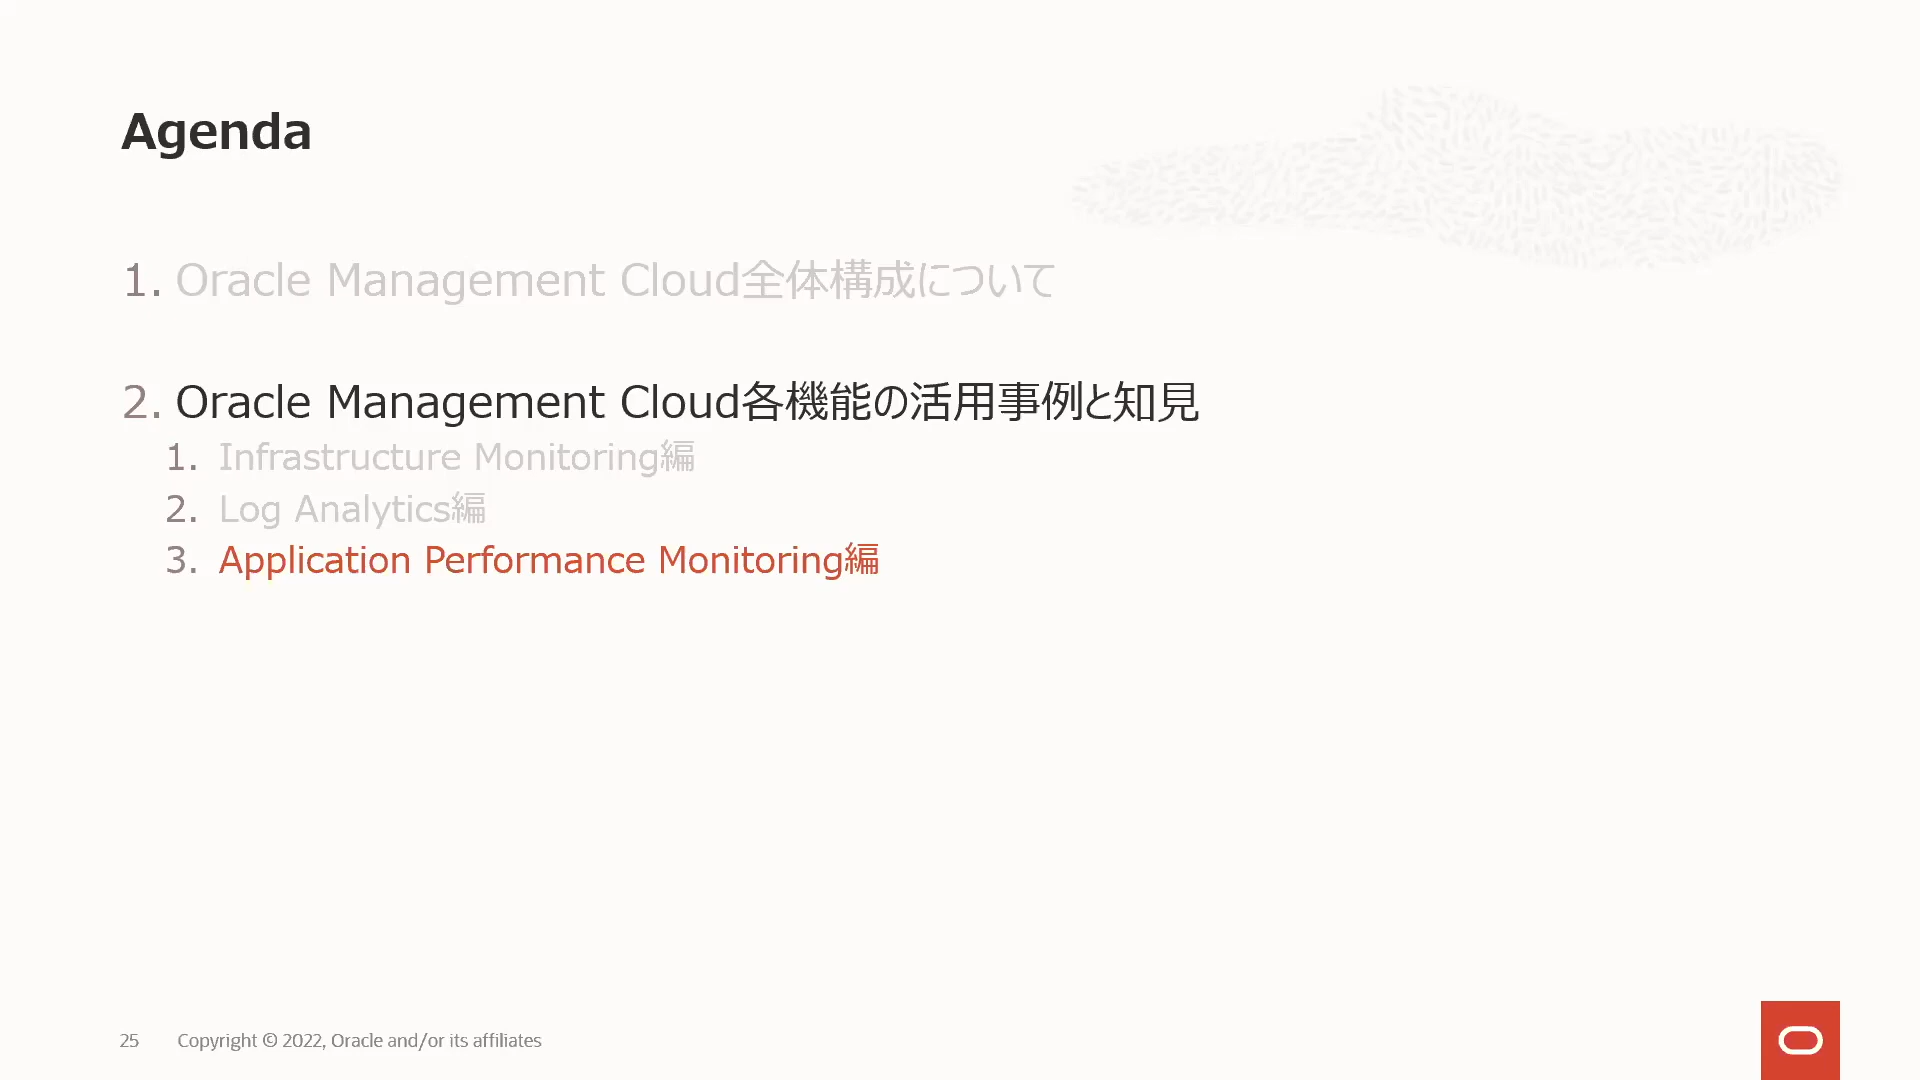 Agenda
1. Oracle Management Cloud全体構成について
2. Oracle Management Cloud各機能の活用事例と知見
1. Infrastructure Monitoring編
2. Log Analytics編
3. Application Performance Monitoring編
25 Copyright © 2022, Oracle and/or its affiliates